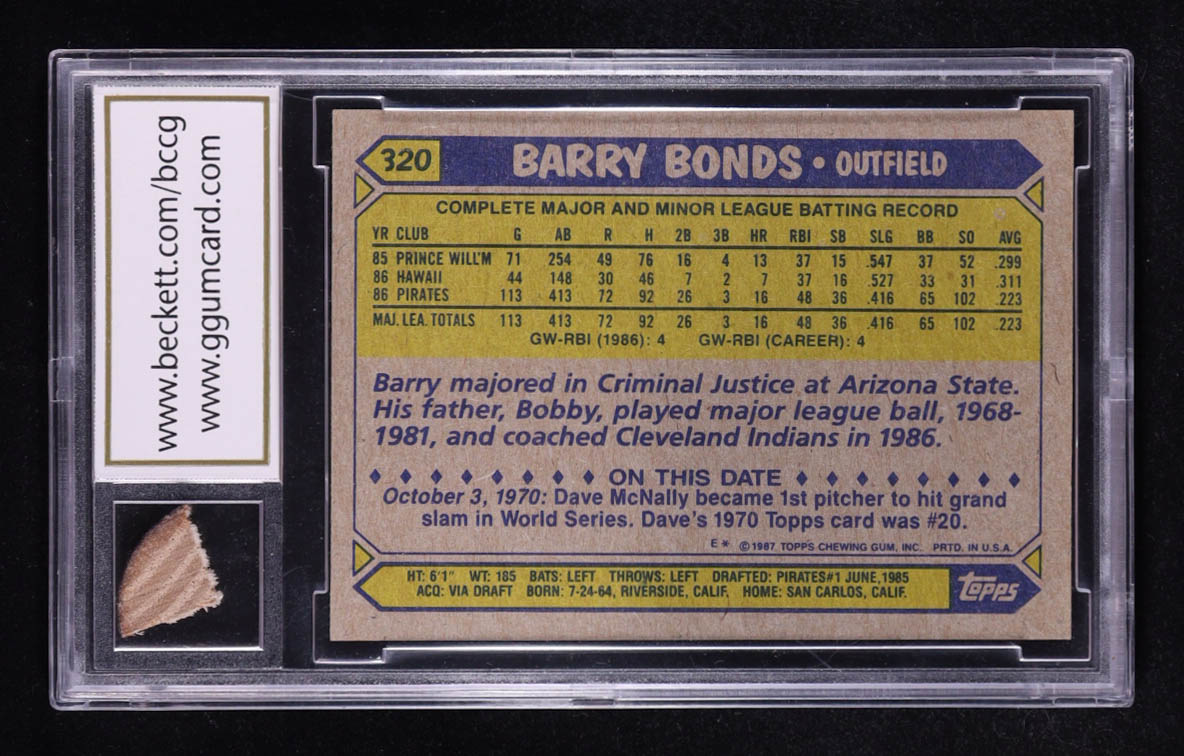 www.beckett.com/bccg
www.ggumcard.com
320 BARRY BONDS • OUTFIELD
COMPLETE MAJOR AND MINOR LEAGUE BATTING RECORD
YR CLUB G AB R H 2B 3B HR RBI SB SLG BB SO AVG
85 PRINCE WILL'M 71 254 49 76 16 4 13 37 15 .547 37 52 .299
86 HAWAII 44 148 30 46 7 2 7 37 16 .527 33 31 .311
86 PIRATES 113 413 72 92 26 3 16 48 36 .416 65 102 .223
MAJ. LEA. TOTALS 113 413 72 92 26 3 16 48 36 .416 65 102 .223
GW-RBI (1986): 4 GW-RBI (CAREER): 4
Barry majored in Criminal Justice at Arizona State.
His father, Bobby, played major league ball, 1968-
1981, and coached Cleveland Indians in 1986.
ON THIS DATE
October 3, 1970: Dave McNally became 1st pitcher to hit grand
slam in World Series. Dave's 1970 Topps card was #20.
E* ©1987 TOPPS CHEWING GUM, INC. PRTD. IN U.S.A.
HT: 6'1" WT: 185 BATS: LEFT THROWS: LEFT DRAFTED: PIRATES#1 JUNE,1985
ACQ: VIA DRAFT BORN: 7-24-64, RIVERSIDE, CALIF. HOME: SAN CARLOS, CALIF.
Topps